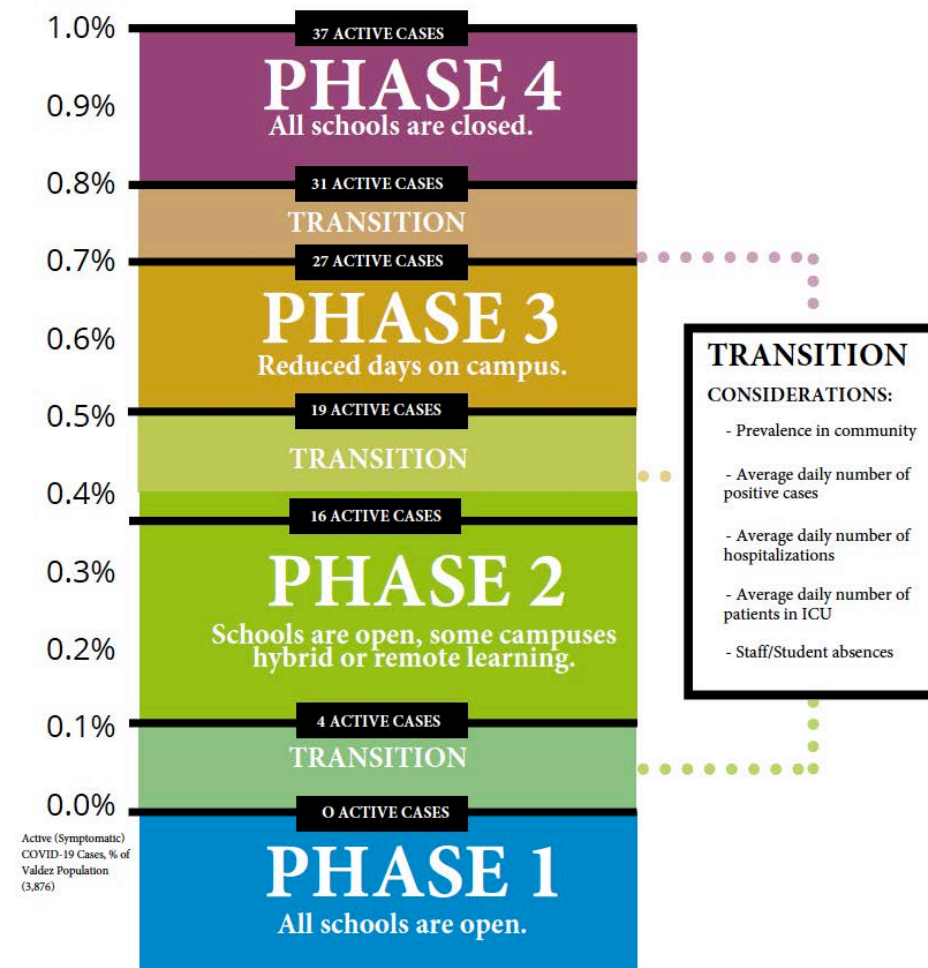 1.0%
37 ACTIVE CASES
PHASE 4
All schools are closed.
0.9%
0.8%
31 ACTIVE CASES
TRANSITION
0.7%
27 ACTIVE CASES
PHASE 3
Reduced days on campus.
0.6%
0.5%
19 ACTIVE CASES
TRANSITION
0.4%
16 ACTIVE CASES
PHASE 2
Schools are open, some campuses
hybrid or remote learning.
0.3%
0.2%
0.1%
4 ACTIVE CASES
TRANSITION
0.0%
O ACTIVE CASES
PHASE 1
All schools are open.
Active (Symptomatic)
COVID-19 Cases, % of
Valdez Population
(3,876)
TRANSITION
CONSIDERATIONS:
- Prevalence in community
- Average daily number of
positive cases
- Average daily number of
hospitalizations
- Average daily number of
patients in ICU
- Staff/Student absences